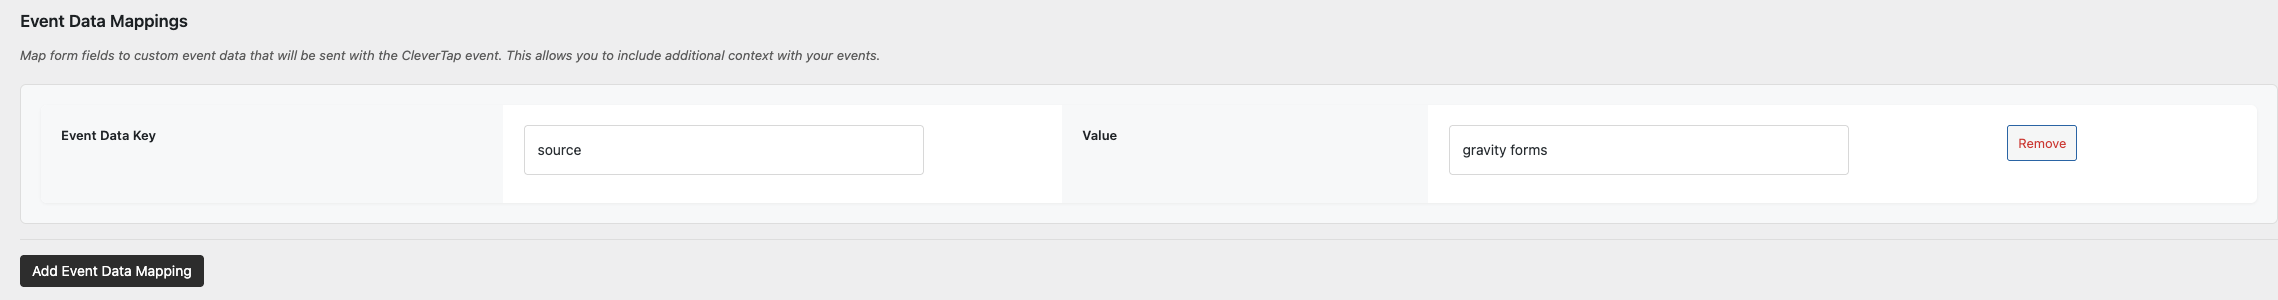 Event Data Mappings
Map form fields to custom event data that will be sent with the CleverTap event. This allows you to include additional context with your events.
Event Data Key
source
Value
gravity forms
Remove
Add Event Data Mapping